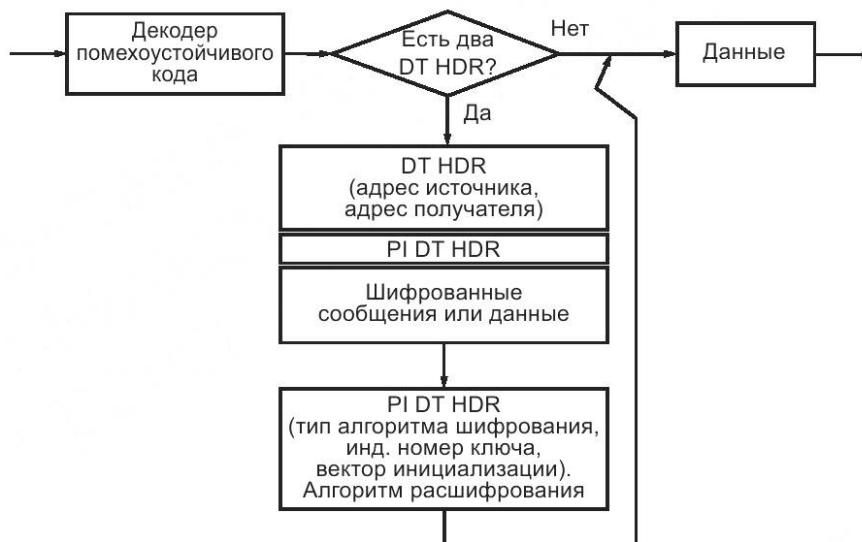 Декодер
помехоустойчивого
кода
Есть два
DT HDR?
Нет
Данные
Да
DT HDR
(адрес источника,
адрес получателя)
PI DT HDR
Шифрованные
сообщения или данные
PI DT HDR
(тип алгоритма шифрования,
инд. номер ключа,
вектор инициализации).
Алгоритм расшифрования